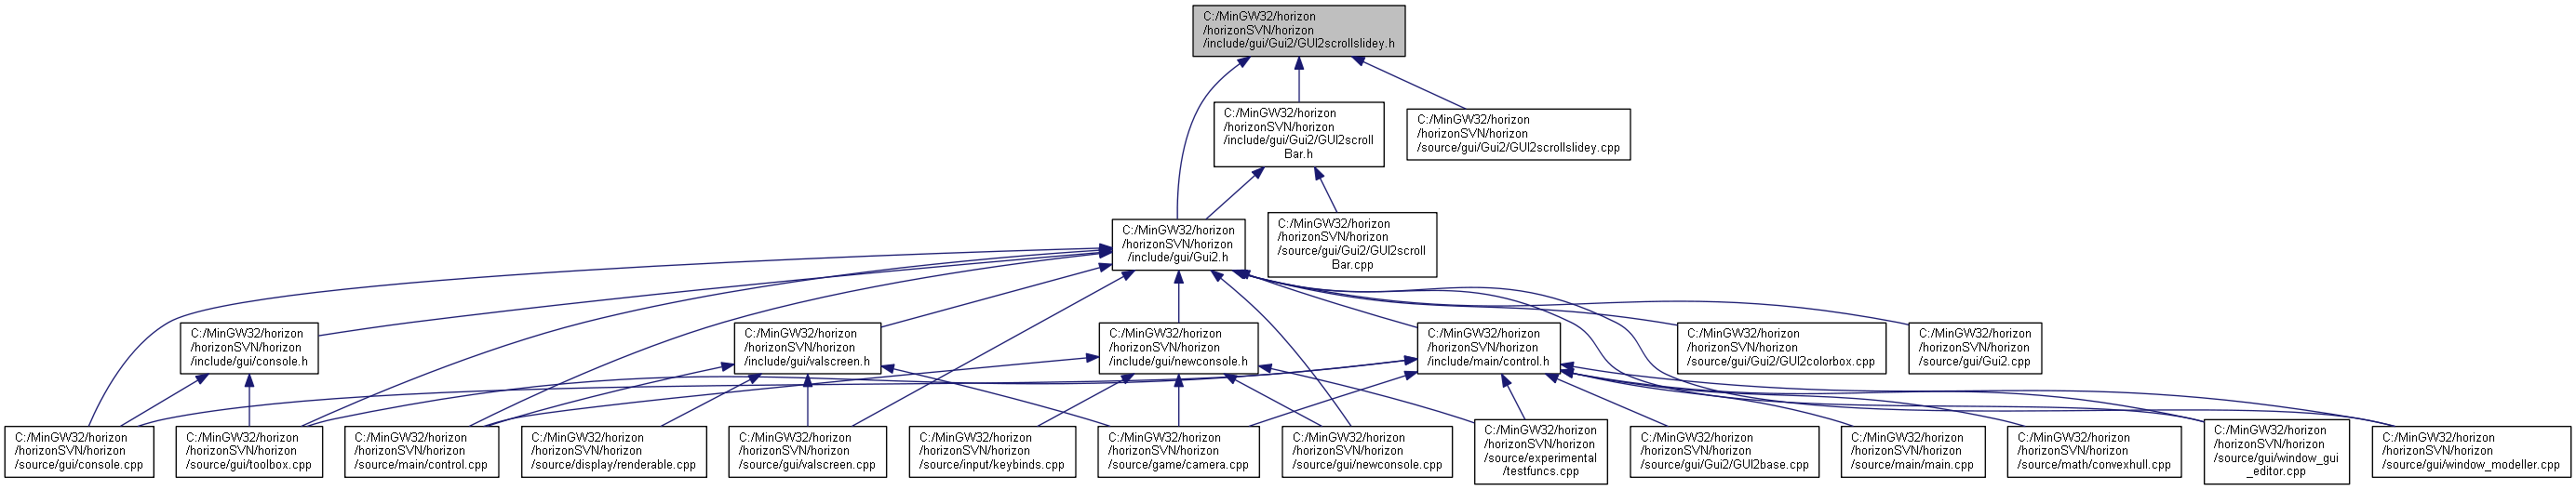 C:/MinGW32/horizon
/horizonSVN/horizon
/include/gui/Gui2/GUI2scrollslidey.h
C:/MinGW32/horizon
/horizonSVN/horizon
/include/gui/Gui2/GUI2scroll
Bar.h
C:/MinGW32/horizon
/horizonSVN/horizon
/source/gui/Gui2/GUI2scrollslidey.cpp
C:/MinGW32/horizon
/horizonSVN/horizon
/include/gui/Gui2.h
C:/MinGW32/horizon
/horizonSVN/horizon
/source/gui/Gui2/GUI2scroll
Bar.cpp
C:/MinGW32/horizon
/horizonSVN/horizon
/include/gui/console.h
C:/MinGW32/horizon
/horizonSVN/horizon
/include/gui/valscreen.h
C:/MinGW32/horizon
/horizonSVN/horizon
/include/gui/newconsole.h
C:/MinGW32/horizon
/horizonSVN/horizon
/include/main/control.h
C:/MinGW32/horizon
/horizonSVN/horizon
/source/gui/Gui2/GUI2colorbox.cpp
C:/MinGW32/horizon
/horizonSVN/horizon
/source/gui/Gui2.cpp
C:/MinGW32/horizon
/horizonSVN/horizon
/source/gui/console.cpp
C:/MinGW32/horizon
/horizonSVN/horizon
/source/gui/toolbox.cpp
C:/MinGW32/horizon
/horizonSVN/horizon
/source/main/control.cpp
C:/MinGW32/horizon
/horizonSVN/horizon
/source/display/renderable.cpp
C:/MinGW32/horizon
/horizonSVN/horizon
/source/gui/valscreen.cpp
C:/MinGW32/horizon
/horizonSVN/horizon
/source/input/keybinds.cpp
C:/MinGW32/horizon
/horizonSVN/horizon
/source/game/camera.cpp
C:/MinGW32/horizon
/horizonSVN/horizon
/source/gui/newconsole.cpp
C:/MinGW32/horizon
/horizonSVN/horizon
/source/experimental
/testfuncs.cpp
C:/MinGW32/horizon
/horizonSVN/horizon
/source/gui/Gui2/GUI2base.cpp
C:/MinGW32/horizon
/horizonSVN/horizon
/source/main/main.cpp
C:/MinGW32/horizon
/horizonSVN/horizon
/source/math/convexhull.cpp
C:/MinGW32/horizon
/horizonSVN/horizon
/source/gui/window_gui
_editor.cpp
C:/MinGW32/horizon
/horizonSVN/horizon
/source/gui/window_modeller.cpp